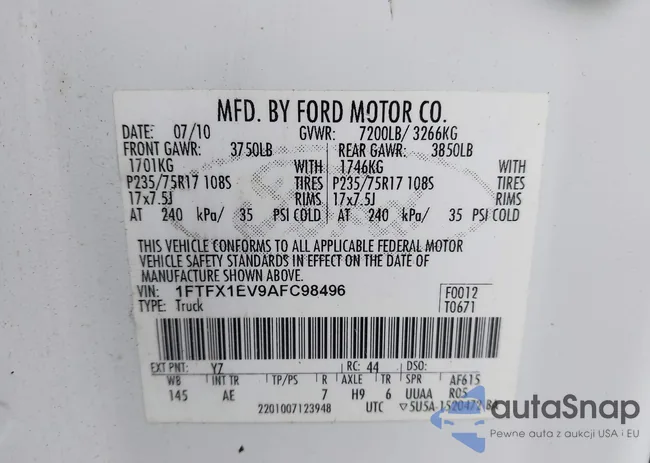 MFD. BY FORD MOTOR CO.
DATE: 07/10 GVWR: 7200LB/ 3266KG
FRONT GAWR: 3750LB REAR GAWR: 3850LB
1701KG WITH 1746KG WITH
P235/75R17 108S TIRES P235/75R17 108S TIRES
17x7.5J RIMS 17x7.5J RIMS
AT 240 kPa/ 35 PSI COLD AT 240 kPa/ 35 PSI COLD
THIS VEHICLE CONFORMS TO ALL APPLICABLE FEDERAL MOTOR
VEHICLE SAFETY STANDARDS IN EFFECT ON THE DATE OF
MANUFACTURE SHOWN ABOVE.
VIN: 1FTFX1EV9AFC98496 F0012
TYPE: Truck T0671
EXT PNT: Y7 RC: 44 DSO:
WB INT TR TP/PS R AXLE TR SPR AF615
145 AE 7 H9 6 UUAA R05
2201007123948 UTC ▽5U5A-1520472-BA
autoSnap
Pewne auta z aukcji USA i EU